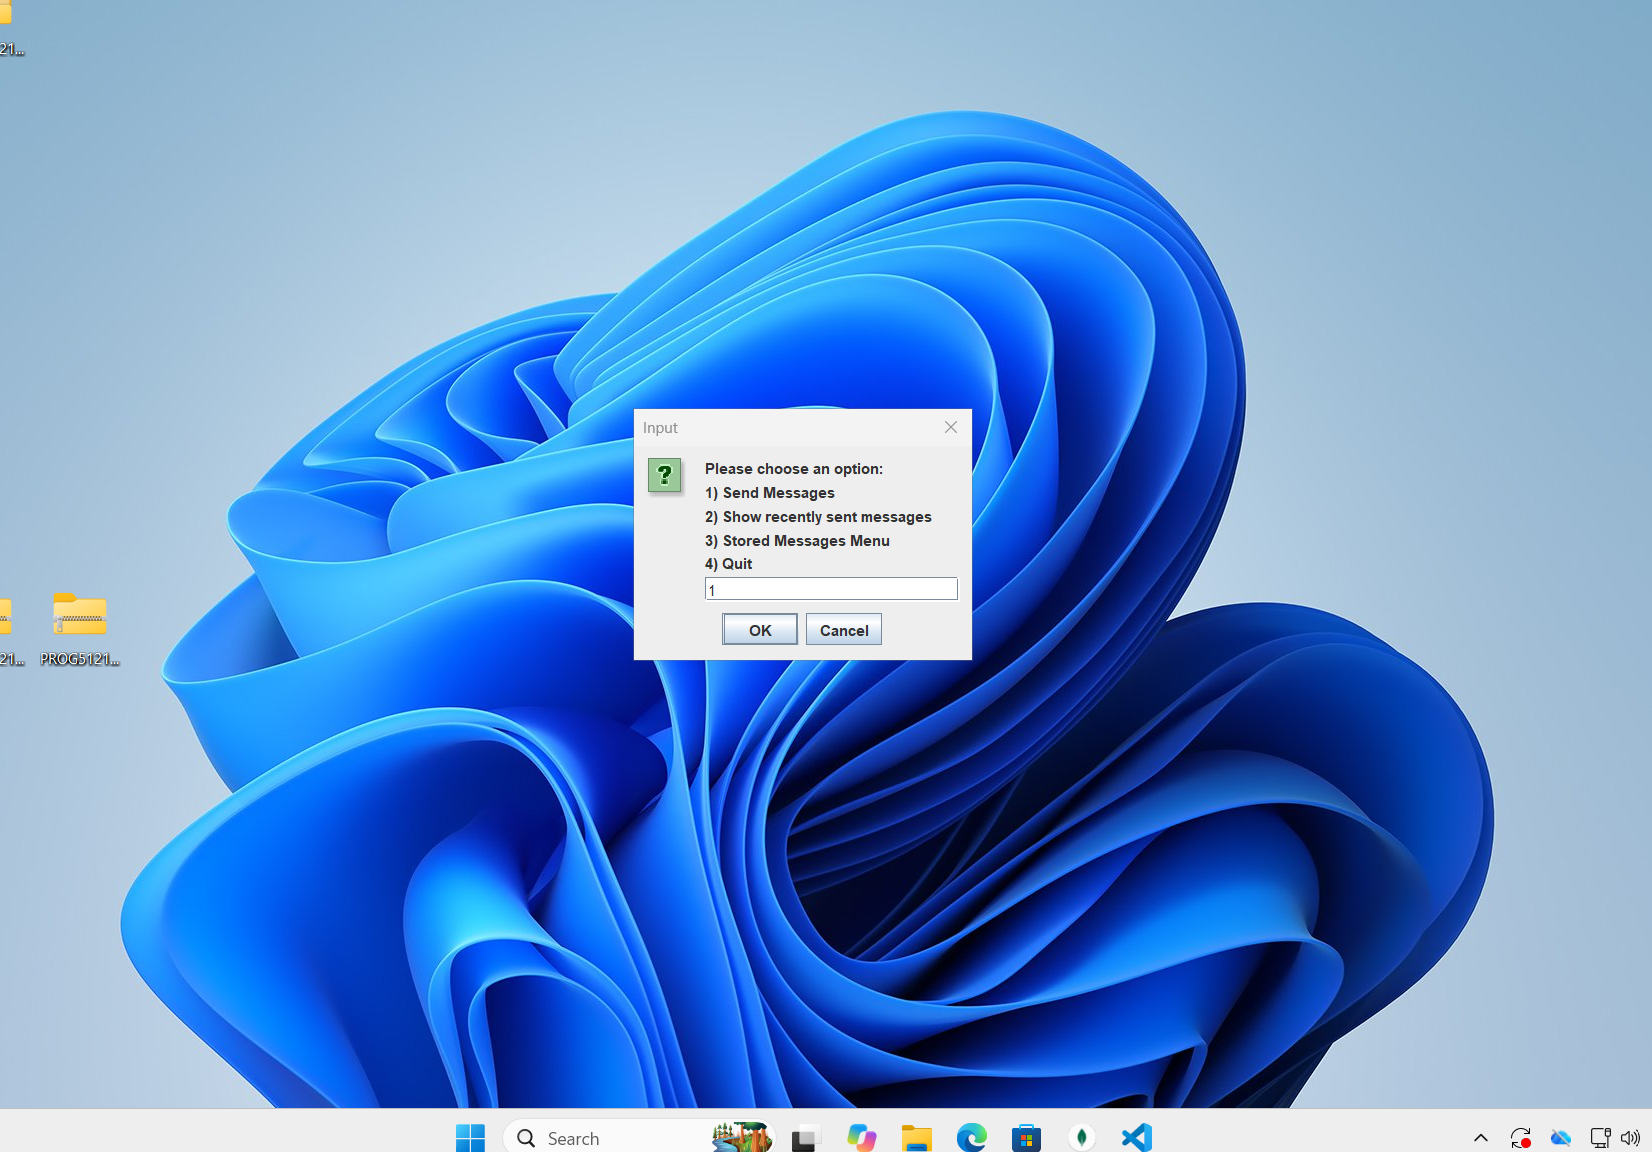 21...
Input
?
Please choose an option:
1) Send Messages
2) Show recently sent messages
3) Stored Messages Menu
4) Quit
1
OK Cancel
21... PROG5121...
Search